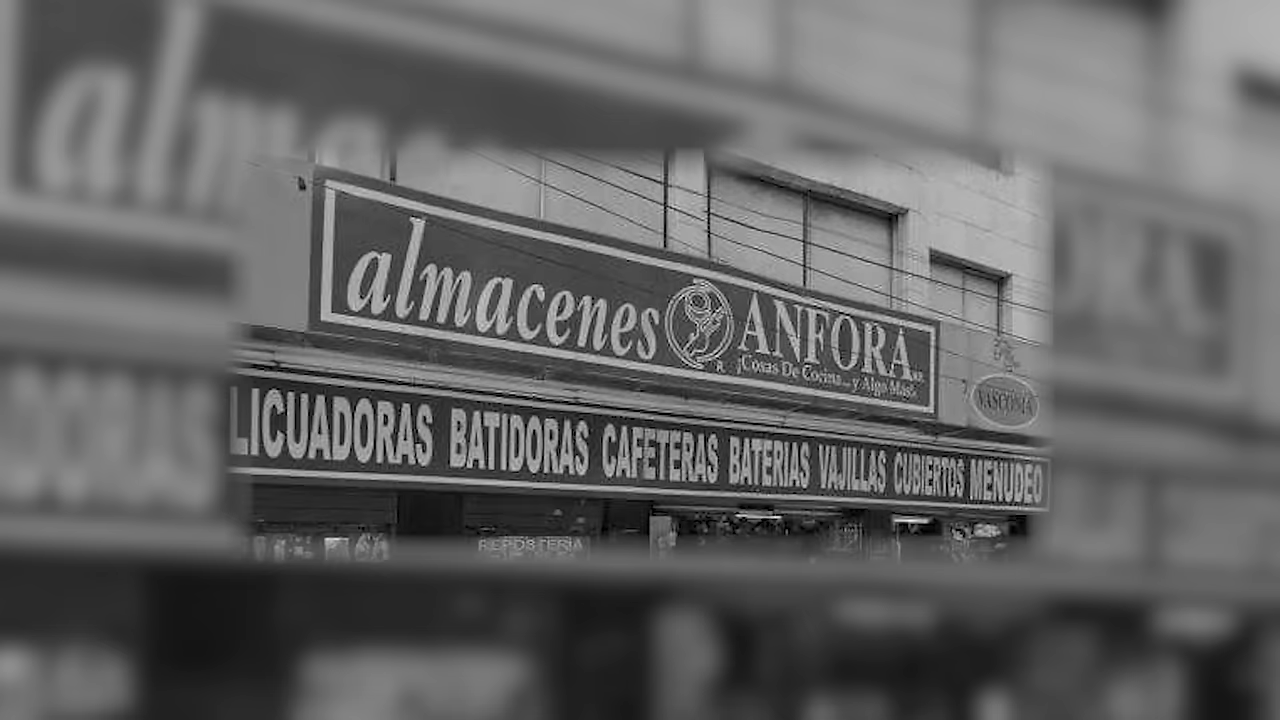 almacenes ANFORA
R
¡Cosas De Cocina... y Algo Más!
VASCONIA
LICUADORAS BATIDORAS CAFETERAS BATERIAS VAJILLAS CUBIERTOS MENUDEO
REPOSTERIA